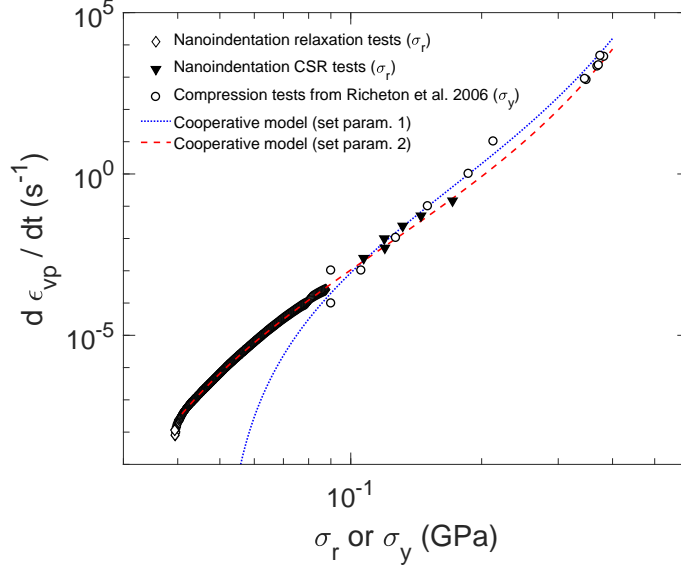 10^5
Nanoindentation relaxation tests (σ_r)
Nanoindentation CSR tests (σ_r)
Compression tests from Richeton et al. 2006 (σ_y)
Cooperative model (set param. 1)
Cooperative model (set param. 2)
10^0
10^-5
d ϵ_vp / dt (s^-1)
10^-1
σ_r or σ_y (GPa)